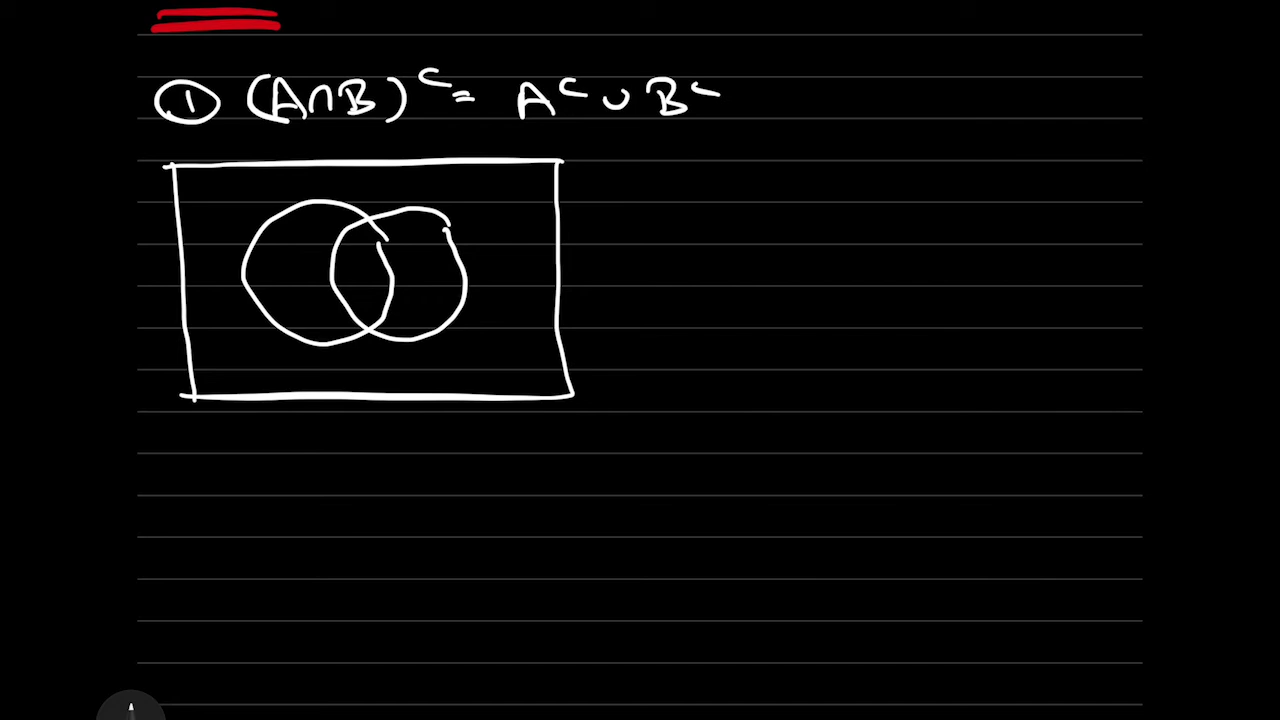 ① (A∩B)ᶜ = Aᶜ ∪ Bᶜ